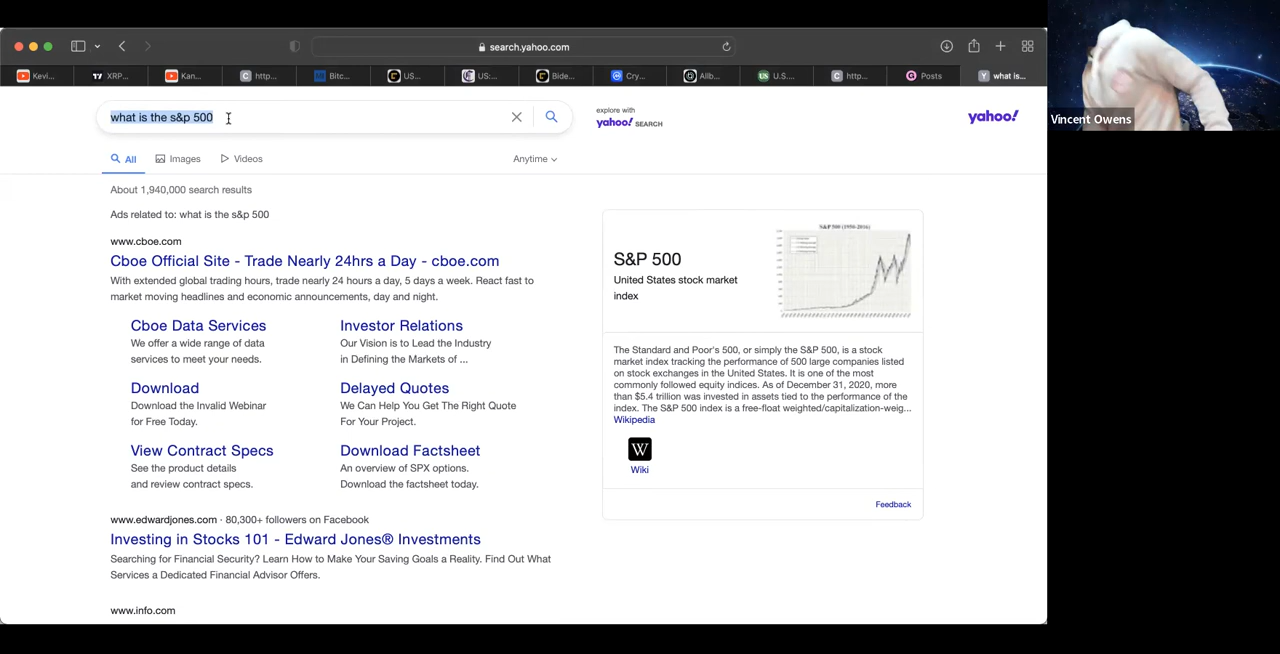 search.yahoo.com
Kevi...
XRP...
Kan...
http...
Bitc...
US...
US:...
Bide...
Cry...
Allb...
U.S....
http...
Posts
what is...
what is the s&p 500
explore with
yahoo! SEARCH
yahoo!
Vincent Owens
All
Images
Videos
Anytime
About 1,940,000 search results
Ads related to: what is the s&p 500
www.cboe.com
Cboe Official Site - Trade Nearly 24hrs a Day - cboe.com
With extended global trading hours, trade nearly 24 hours a day, 5 days a week. React fast to
market moving headlines and economic announcements, day and night.
Cboe Data Services
We offer a wide range of data
services to meet your needs.
Investor Relations
Our Vision is to Lead the Industry
in Defining the Markets of ...
Download
Download the Invalid Webinar
for Free Today.
Delayed Quotes
We Can Help You Get The Right Quote
For Your Project.
View Contract Specs
See the product details
and review contract specs.
Download Factsheet
An overview of SPX options.
Download the factsheet today.
www.edwardjones.com · 80,300+ followers on Facebook
Investing in Stocks 101 - Edward Jones® Investments
Searching for Financial Security? Learn How to Make Your Saving Goals a Reality. Find Out What
Services a Dedicated Financial Advisor Offers.
www.info.com
S&P 500 (1950-2016)
S&P 500
United States stock market
index
The Standard and Poor's 500, or simply the S&P 500, is a stock
market index tracking the performance of 500 large companies listed
on stock exchanges in the United States. It is one of the most
commonly followed equity indices. As of December 31, 2020, more
than $5.4 trillion was invested in assets tied to the performance of the
index. The S&P 500 index is a free-float weighted/capitalization-weig...
Wikipedia
W
Wiki
Feedback